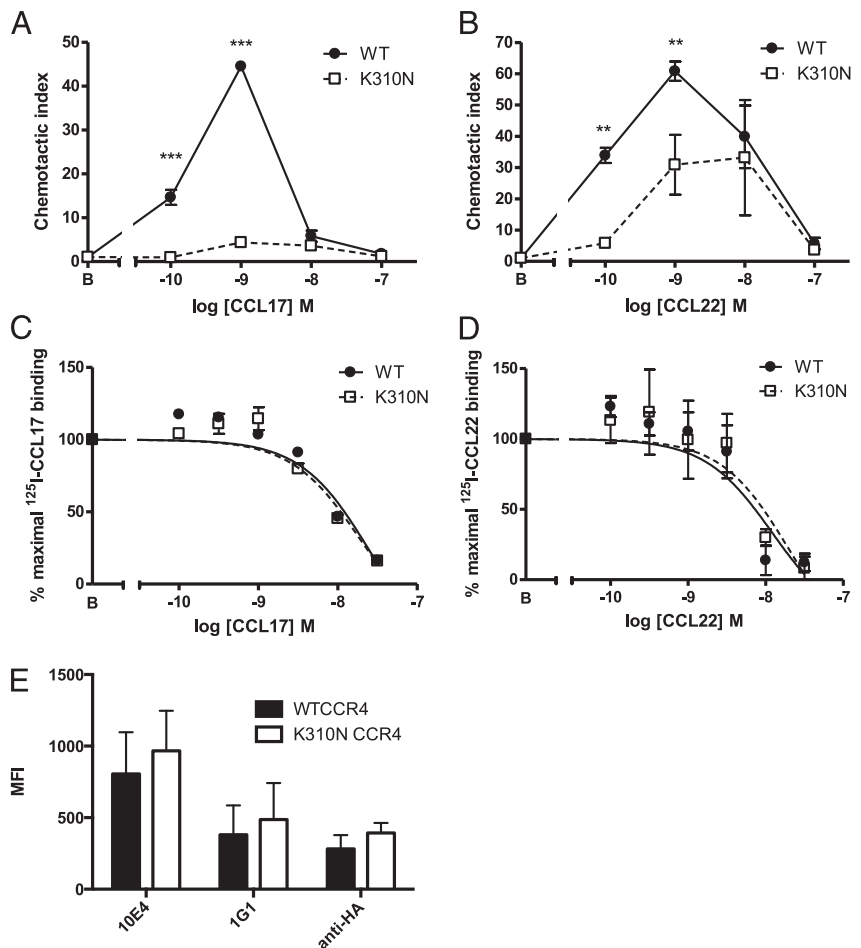 A
50
40
30
20
10
0
Chemotactic index
***
***
WT
K310N
B
-10
-9
-8
-7
log [CCL17] M
B
70
60
50
40
30
20
10
0
Chemotactic index
**
**
WT
K310N
B
-10
-9
-8
-7
log [CCL22] M
C
150
100
50
0
% maximal ¹²⁵I-CCL17 binding
WT
K310N
B
-10
-9
-8
-7
log [CCL17] M
D
150
100
50
0
% maximal ¹²⁵I-CCL22 binding
WT
K310N
B
-10
-9
-8
-7
log [CCL22] M
E
1500
1000
500
0
MFI
WTCCR4
K310N CCR4
10E4
1G1
anti-HA